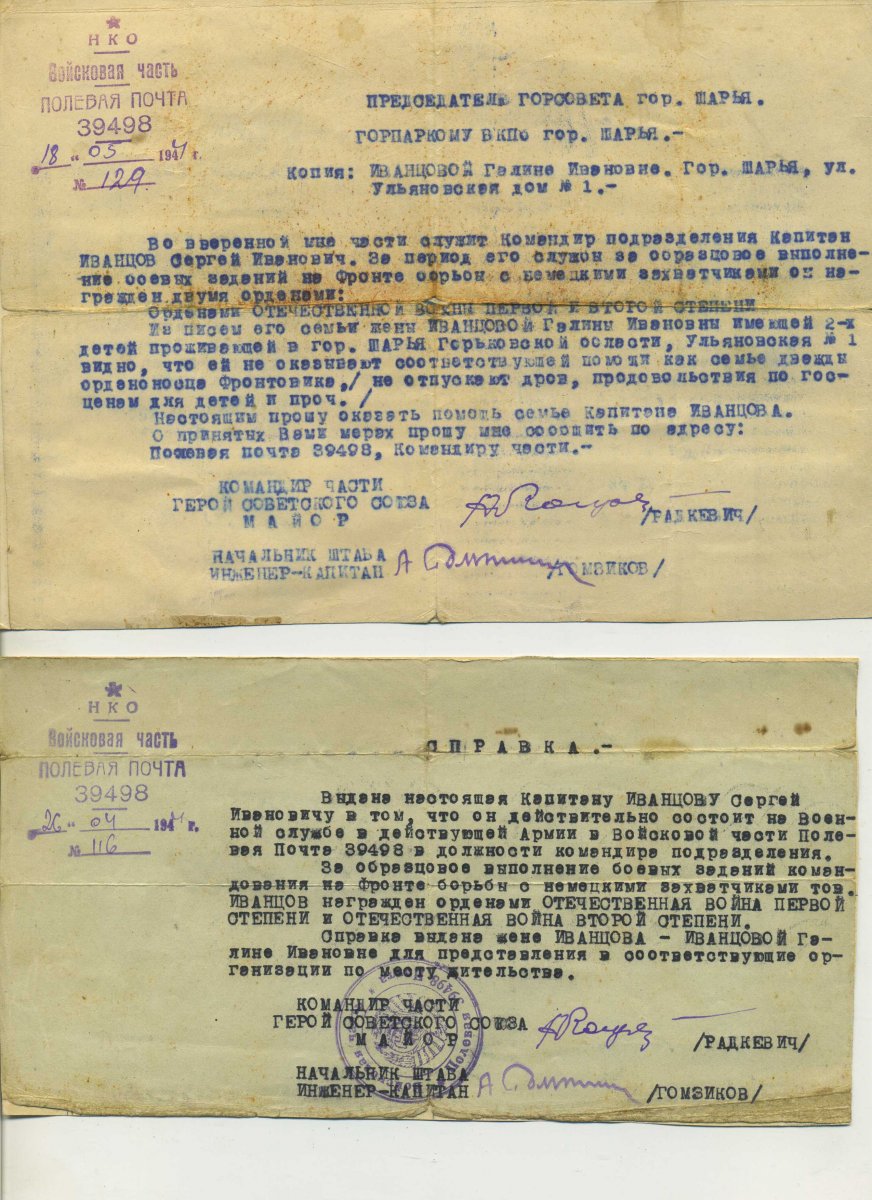 НКО
Войсковая часть
ПОЛЕВАЯ ПОЧТА
39498
"18" 05 1944 г.
№ 129
ПРЕДСЕДАТЕЛЮ ГОРСОВЕТА гор. ШАРЬЯ.
ГОРПАРКОМУ ВКПб гор. ШАРЬЯ.-
Копия: ИВАНЦОВОЙ Галине Ивановне. Гор. ШАРЬЯ, ул.
Ульяновская дом № 1.-
Во вверенной мне части служит Командир подразделения Капитан
ИВАНЦОВ Сергей Иванович. За период его службы за образцовое выполне-
ние боевых заданий на Фронте борьбы с немецкими захватчиками он на-
гражден двумя орденами:
Орденами ОТЕЧЕСТВЕННОЙ ВОЙНЫ ПЕРВОЙ И ВТОРОЙ СТЕПЕНИ
Из писем его семьи жены ИВАНЦОВОЙ Галины Ивановны имеющей 2-х
детей проживающей в гор. ШАРЬЯ Горьковской области, Ульяновская № 1
видно, что ей не оказывают соответствующей помощи как семье дважды
орденоносца Фронтовика,/ не отпускают дров, продовольствия по гос-
ценам для детей и проч./
Настоящим прошу оказать помощь семье Капитана ИВАНЦОВА.
О принятых Вами мерах прошу мне сообщить по адресу:
Полевая почта 39498, Командиру части.-
КОМАНДИР ЧАСТИ
ГЕРОЙ СОВЕТСКОГО СОЮЗА
МАЙОР /РАДКЕВИЧ/
НАЧАЛЬНИК ШТАБА
ИНЖЕНЕР-КАПИТАН /ГОМЗИКОВ/
НКО
Войсковая часть
ПОЛЕВАЯ ПОЧТА
39498
"26" 04 1944 г.
№ 116
СПРАВКА.-
Выдана настоящая Капитану ИВАНЦОВУ Сергей
Ивановичу в том, что он действительно состоит на Воен-
ной службе в действующей Армии в Войсковой части Поле-
вая Почта 39498 в должности командира подразделения.
За образцовое выполнение боевых заданий коман-
дования на Фронте борьбы с немецкими захватчиками тов.
ИВАНЦОВ награжден орденами ОТЕЧЕСТВЕННАЯ ВОЙНА ПЕРВОЙ
СТЕПЕНИ и ОТЕЧЕСТВЕННАЯ ВОЙНА ВТОРОЙ СТЕПЕНИ.
Справка выдана жене ИВАНЦОВА - ИВАНЦОВОЙ Га-
лине Ивановне для представления в соответствующие ор-
ганизации по месту жительства.
КОМАНДИР ЧАСТИ
ГЕРОЙ СОВЕТСКОГО СОЮЗА
МАЙОР /РАДКЕВИЧ/
НАЧАЛЬНИК ШТАБА
ИНЖЕНЕР-КАПИТАН /ГОМЗИКОВ/